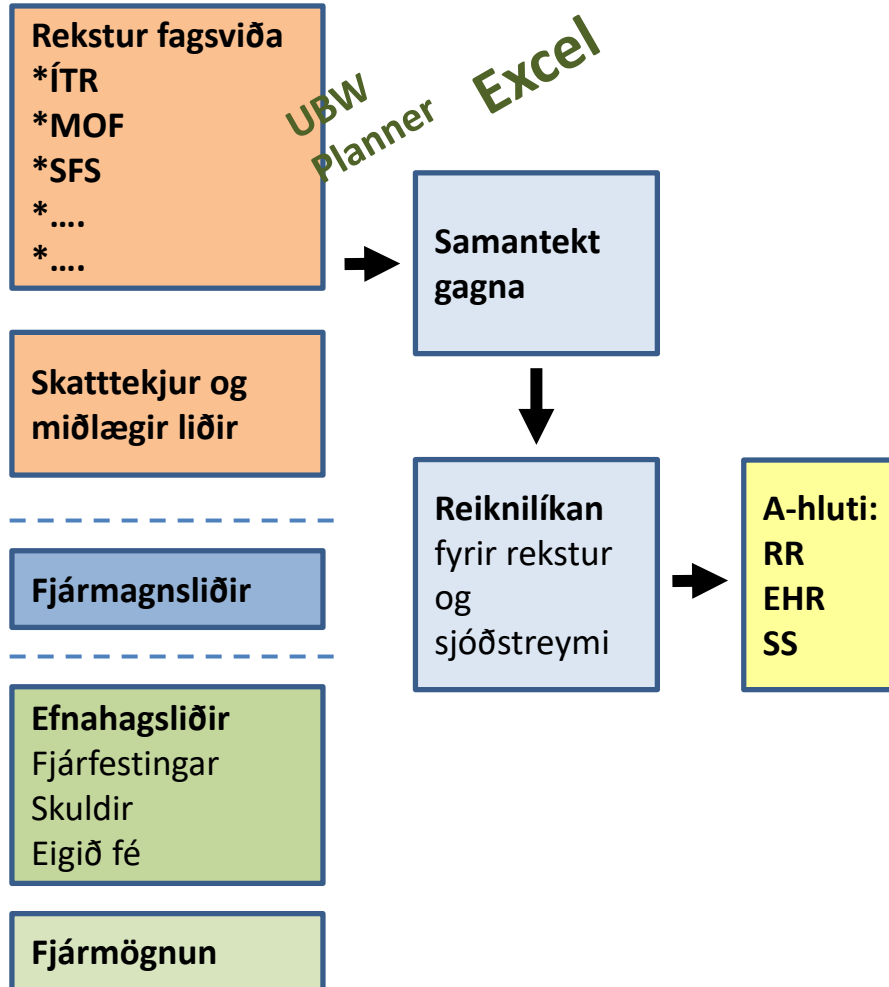 Rekstur fagsviða
*ÍTR
*MOF
*SFS
*....
*....
UBW
Planner
Excel
Samantekt
gagna
Skatttekjur og
miðlægir liðir
Reiknilíkan
fyrir rekstur
og
sjóðstreymi
A-hluti:
RR
EHR
SS
Fjármagnsliðir
Efnahagsliðir
Fjárfestingar
Skuldir
Eigið fé
Fjármögnun